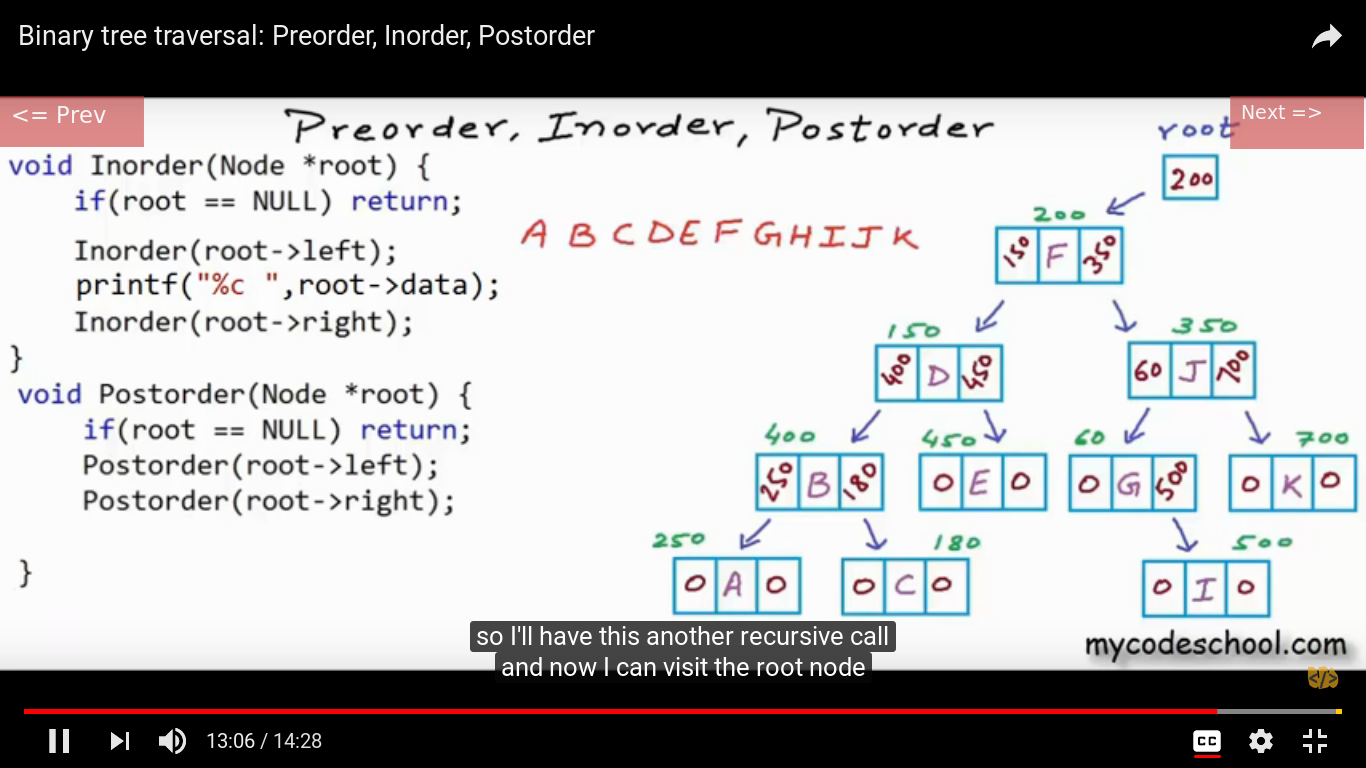 Binary tree traversal: Preorder, Inorder, Postorder
<= Prev
Next =>
Preorder, Inorder, Postorder
root
200
void Inorder(Node *root) {
if(root == NULL) return;
Inorder(root->left);
printf("%c ",root->data);
Inorder(root->right);
}
A B C D E F G H I J K
void Postorder(Node *root) {
if(root == NULL) return;
Postorder(root->left);
Postorder(root->right);
}
200
150 F 350
150
400 D 450
350
60 J 700
400
250 B 180
450
0 E 0
60
0 G 500
700
0 K 0
250
0 A 0
180
0 C 0
500
0 I 0
so I'll have this another recursive call
and now I can visit the root node
mycodeschool.com
</>
13:06 / 14:28
CC